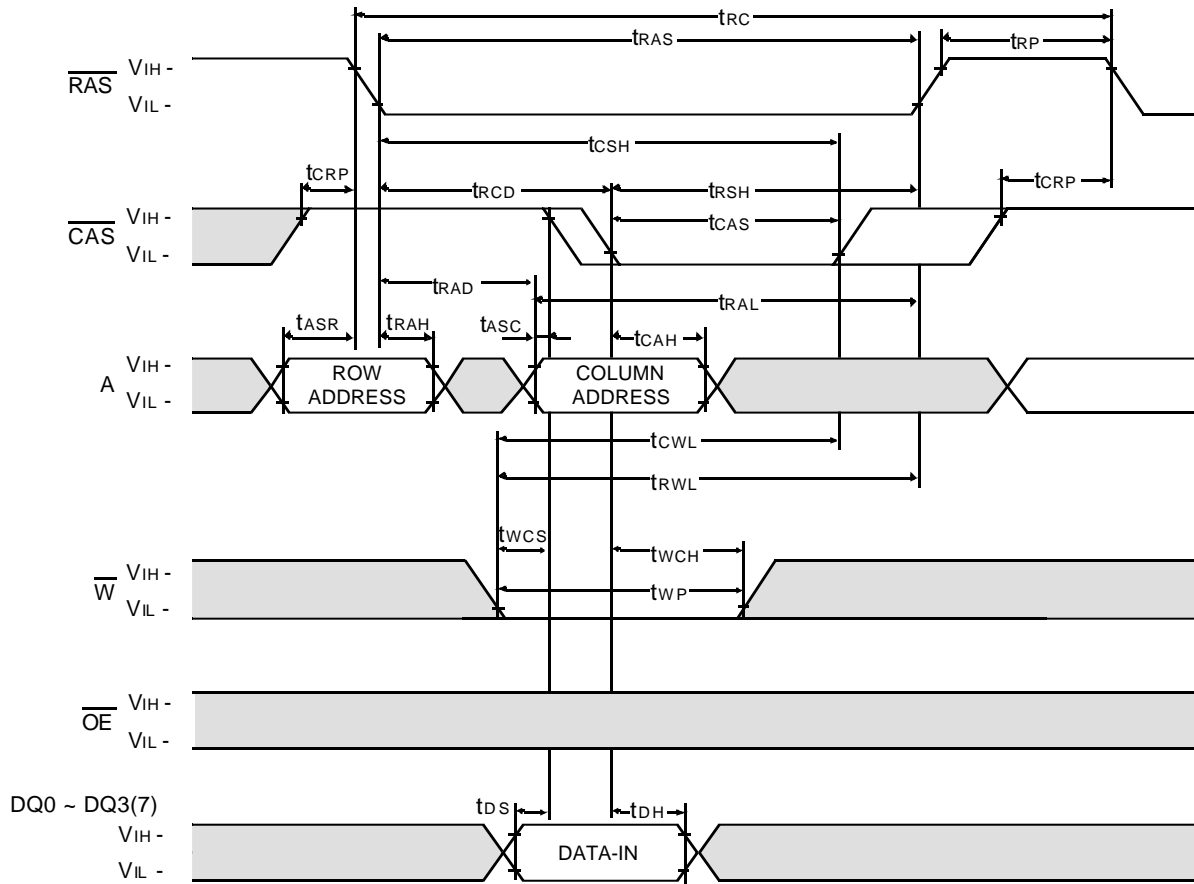 tRC
tRAS
tRP
RAS
VIH -
VIL -
tCSH
tCRP
tRCD
tRSH
tCRP
CAS
VIH -
VIL -
tCAS
tRAD
tRAL
tASR
tRAH
tASC
tCAH
A
VIH -
VIL -
ROW
ADDRESS
COLUMN
ADDRESS
tCWL
tRWL
tWCS
tWCH
W
VIH -
VIL -
tWP
OE
VIH -
VIL -
DQ0 ~ DQ3(7)
tDS
tDH
VIH -
VIL -
DATA-IN